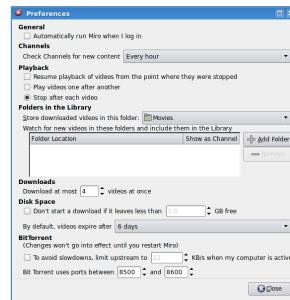 Preferences
General
Automatically run Miro when I log in
Channels
Check Channels for new content Every hour
Playback
Resume playback of videos from the point where they were stopped
Play videos one after another
Stop after each video
Folders in the Library
Store downloaded videos in this folder: Movies
Watch for new videos in these folders and include them in the Library
Folder Location Show as Channel Add Folder
Remove
Downloads
Download at most 4 videos at once
Disk Space
Don't start a download if it leaves less than 1.0 GB free
By default, videos expire after 6 days
BitTorrent
(Changes won't go into effect until you restart Miro)
To avoid slowdowns, limit upstream to 12 KB/s when my computer is active
Bit Torrent uses ports between 8500 and 8600
Close